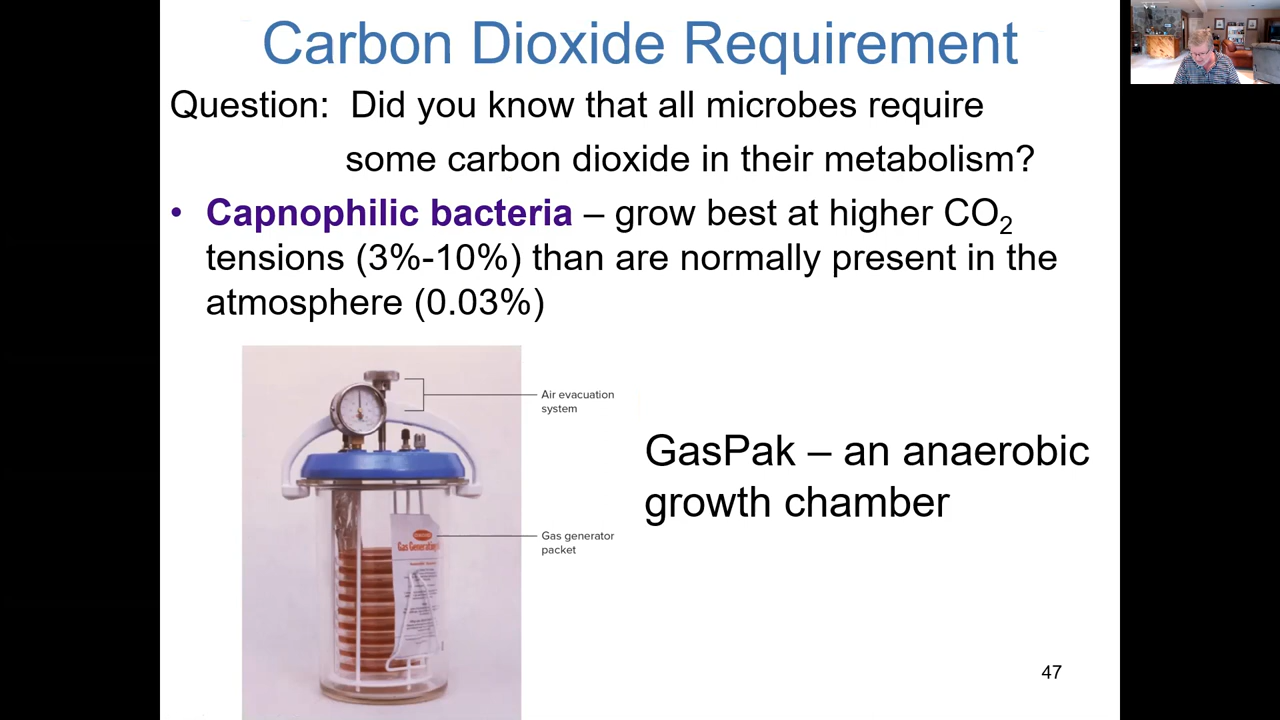 Carbon Dioxide Requirement
Question: Did you know that all microbes require
some carbon dioxide in their metabolism?
• Capnophilic bacteria – grow best at higher CO₂
tensions (3%-10%) than are normally present in the
atmosphere (0.03%)
Air evacuation
system
GasPak – an anaerobic
growth chamber
Gas generator
packet
Gas Generating
47